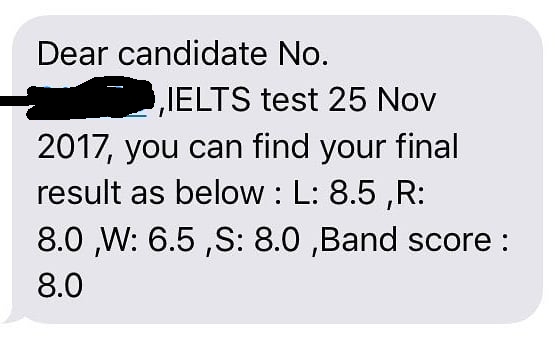 Dear candidate No.
,IELTS test 25 Nov
2017, you can find your final
result as below : L: 8.5 ,R:
8.0 ,W: 6.5 ,S: 8.0 ,Band score :
8.0